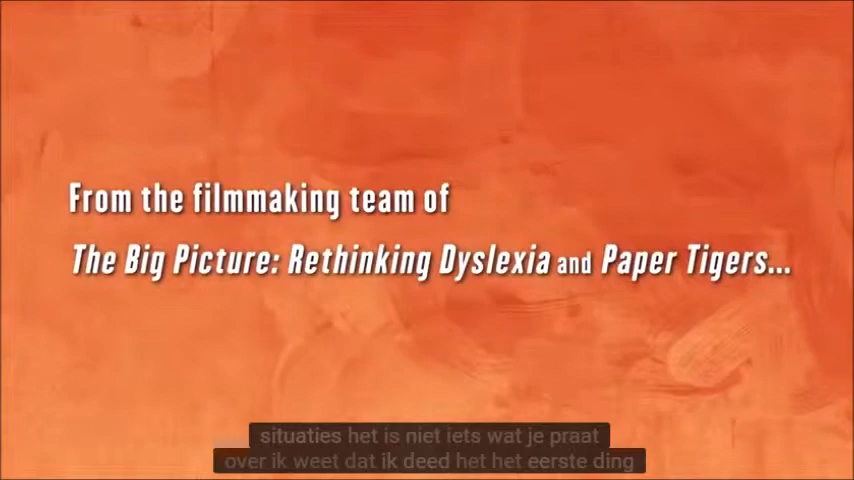 From the filmmaking team of
The Big Picture: Rethinking Dyslexia and Paper Tigers...
situaties het is niet iets wat je praat
over ik weet dat ik deed het het eerste ding